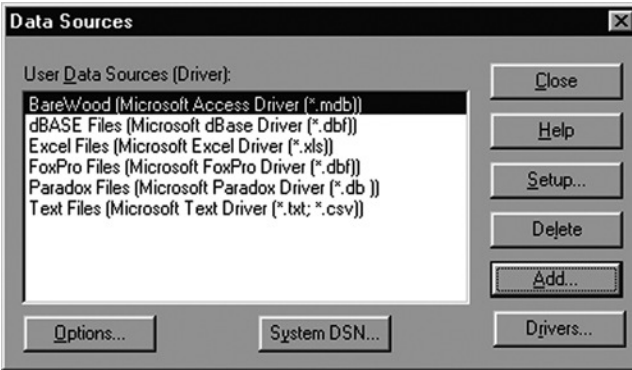 Data Sources
User Data Sources (Driver):
BareWood (Microsoft Access Driver (*.mdb))
dBASE Files (Microsoft dBase Driver (*.dbf))
Excel Files (Microsoft Excel Driver (*.xls))
FoxPro Files (Microsoft FoxPro Driver (*.dbf))
Paradox Files (Microsoft Paradox Driver (*.db ))
Text Files (Microsoft Text Driver (*.txt; *.csv))
Close
Help
Setup...
Delete
Add...
Options...
System DSN...
Drivers...